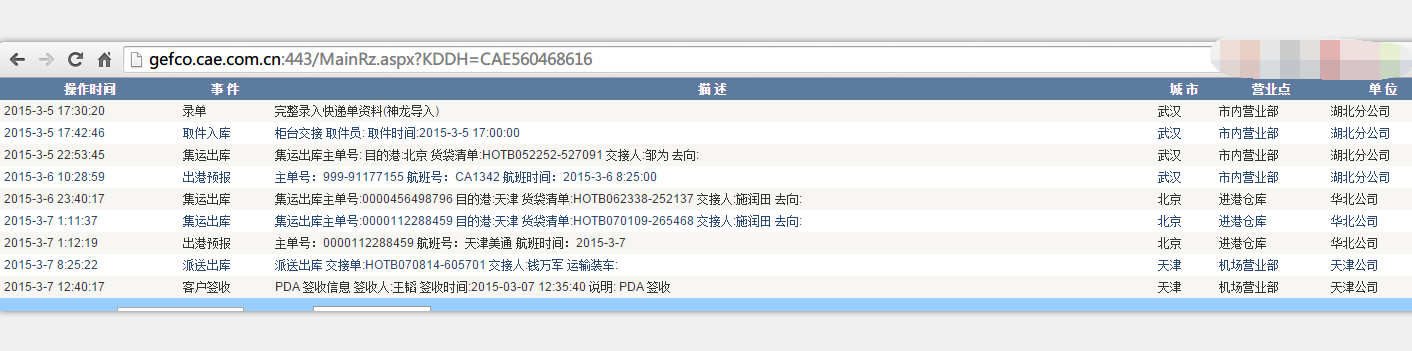 gefco.cae.com.cn:443/MainRz.aspx?KDDH=CAE560468616
操作时间 事 件 描 述 城 市 营业点 单 位
2015-3-5 17:30:20 录单 完整录入快递单资料(神龙导入) 武汉 市内营业部 湖北分公司
2015-3-5 17:42:46 取件入库 柜台交接 取件员: 取件时间:2015-3-5 17:00:00 武汉 市内营业部 湖北分公司
2015-3-5 22:53:45 集运出库 集运出库主单号: 目的港:北京 货袋清单:HOTB052252-527091 交接人:邹为 去向: 武汉 市内营业部 湖北分公司
2015-3-6 10:28:59 出港预报 主单号：999-91177155 航班号：CA1342 航班时间：2015-3-6 8:25:00 武汉 市内营业部 湖北分公司
2015-3-6 23:40:17 集运出库 集运出库主单号:0000456498796 目的港:天津 货袋清单:HOTB062338-252137 交接人:施润田 去向: 北京 进港仓库 华北公司
2015-3-7 1:11:37 集运出库 集运出库主单号:0000112288459 目的港:天津 货袋清单:HOTB070109-265468 交接人:施润田 去向: 北京 进港仓库 华北公司
2015-3-7 1:12:19 出港预报 主单号：0000112288459 航班号：天津美通 航班时间：2015-3-7 北京 进港仓库 华北公司
2015-3-7 8:25:22 派送出库 派送出库 交接单:HOTB070814-605701 交接人:钱万军 运输装车: 天津 机场营业部 天津公司
2015-3-7 12:40:17 客户签收 PDA 签收信息 签收人:王韬 签收时间:2015-03-07 12:35:40 说明: PDA 签收 天津 机场营业部 天津公司